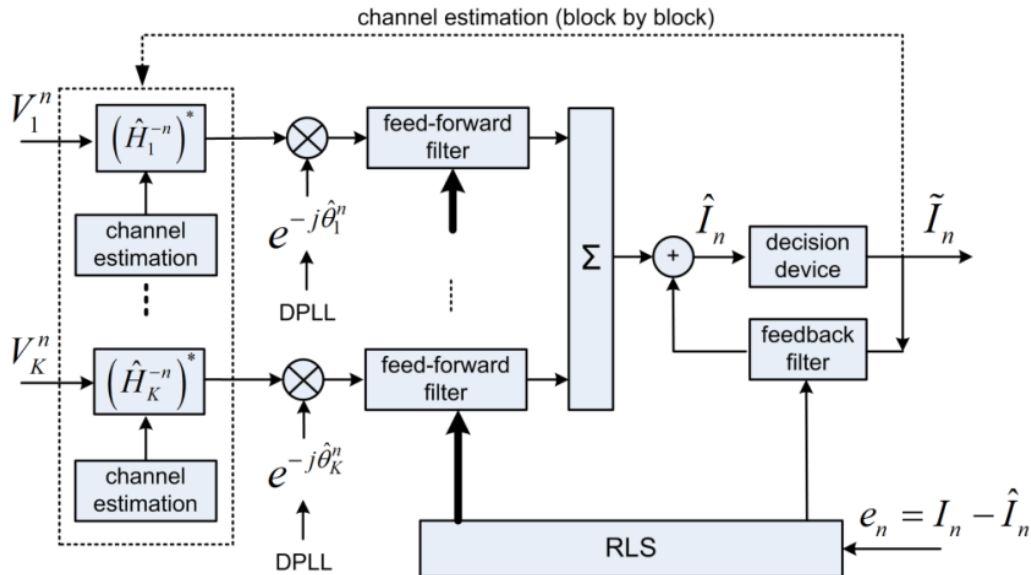 channel estimation (block by block)
V_1^n
(Ĥ_1^{-n})^*
feed-forward
filter
channel
estimation
e^{-jθ̂_1^n}
DPLL
Σ
+
Î_n
decision
device
Ĩ_n
feedback
filter
V_K^n
(Ĥ_K^{-n})^*
feed-forward
filter
channel
estimation
e^{-jθ̂_K^n}
DPLL
RLS
e_n = I_n - Î_n